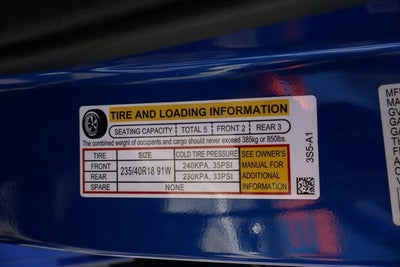 TIRE AND LOADING INFORMATION
SEATING CAPACITY TOTAL 5 FRONT 2 REAR 3
The combined weight of occupants and cargo should never exceed 385kg or 850lbs.
TIRE SIZE COLD TIRE PRESSURE
FRONT 235/40R18 91W 240KPA, 35PSI
REAR 230KPA, 33PSI
SPARE NONE
SEE OWNER'S
MANUAL FOR
ADDITIONAL
INFORMATION
3S5-A1
MF